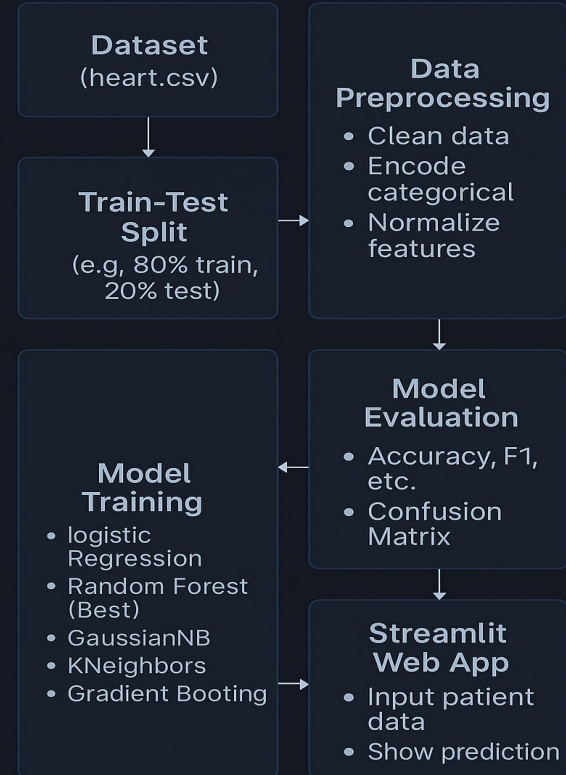 Dataset
(heart.csv)
Train-Test
Split
(e.g, 80% train,
20% test)
Data
Preprocessing
• Clean data
• Encode
categorical
• Normalize
features
Model
Evaluation
• Accuracy, F1,
etc.
• Confusion
Matrix
Model
Training
• logistic
Regression
• Random Forest
(Best)
• GaussianNB
• KNeighbors
• Gradient Booting
Streamlit
Web App
• Input patient
data
• Show prediction